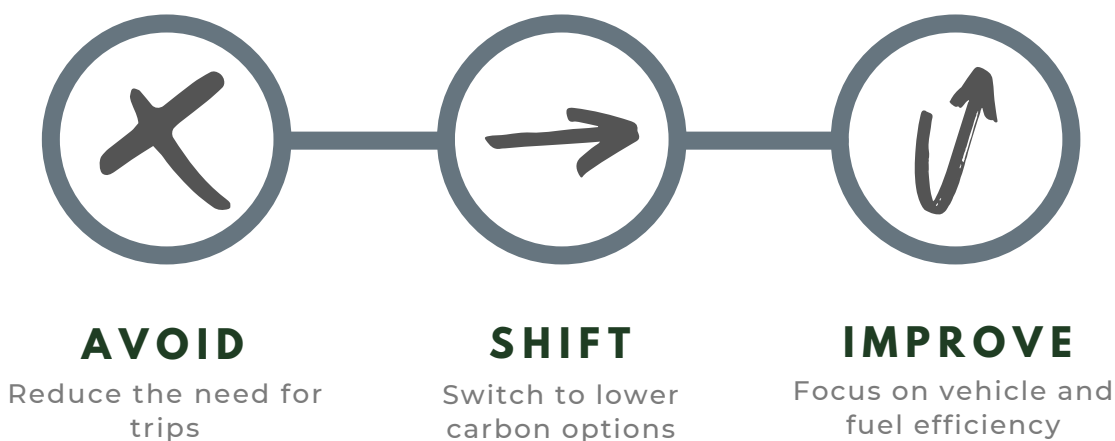 AVOID
Reduce the need for
trips
SHIFT
Switch to lower
carbon options
IMPROVE
Focus on vehicle and
fuel efficiency